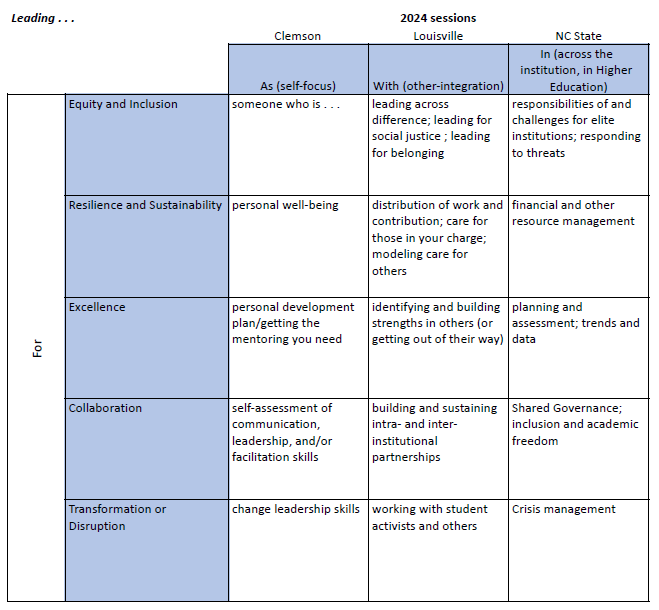 Leading . . .
2024 sessions
Clemson
Louisville
NC State
As (self-focus)
With (other-integration)
In (across the
institution, in Higher
Education)
For
Equity and Inclusion
someone who is . . .
leading across
difference; leading for
social justice ; leading
for belonging
responsibilities of and
challenges for elite
institutions; responding
to threats
Resilience and Sustainability
personal well-being
distribution of work and
contribution; care for
those in your charge;
modeling care for
others
financial and other
resource management
Excellence
personal development
plan/getting the
mentoring you need
identifying and building
strengths in others (or
getting out of their way)
planning and
assessment; trends and
data
Collaboration
self-assessment of
communication,
leadership, and/or
facilitation skills
building and sustaining
intra- and inter-
institutional
partnerships
Shared Governance;
inclusion and academic
freedom
Transformation or
Disruption
change leadership skills
working with student
activists and others
Crisis management